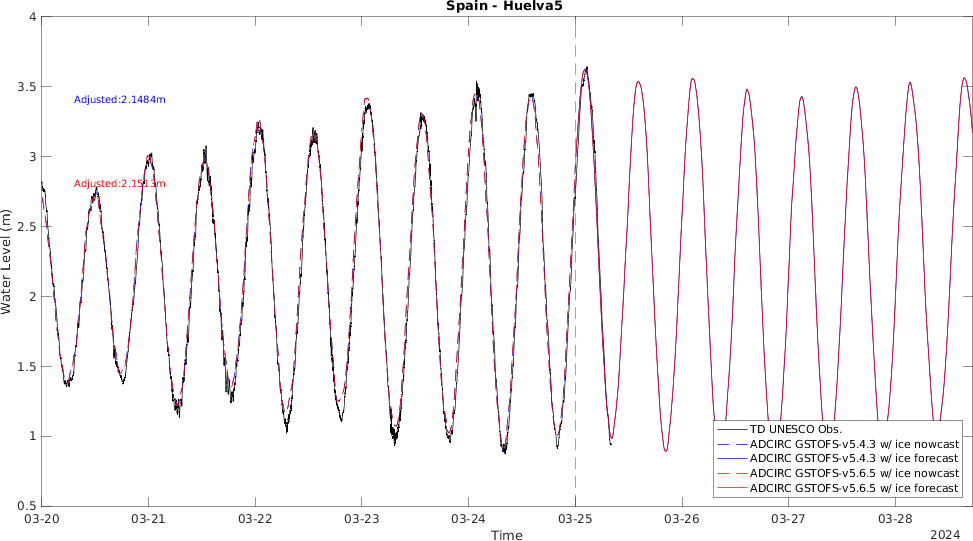 Spain - Huelva5
4
3.5
3
2.5
2
1.5
1
0.5
Water Level (m)
Adjusted:2.1484m
Adjusted:2.1513m
TD UNESCO Obs.
ADCIRC GSTOFS-v5.4.3 w/ ice nowcast
ADCIRC GSTOFS-v5.4.3 w/ ice forecast
ADCIRC GSTOFS-v5.6.5 w/ ice nowcast
ADCIRC GSTOFS-v5.6.5 w/ ice forecast
03-20 03-21 03-22 03-23 03-24 03-25 03-26 03-27 03-28
Time
2024